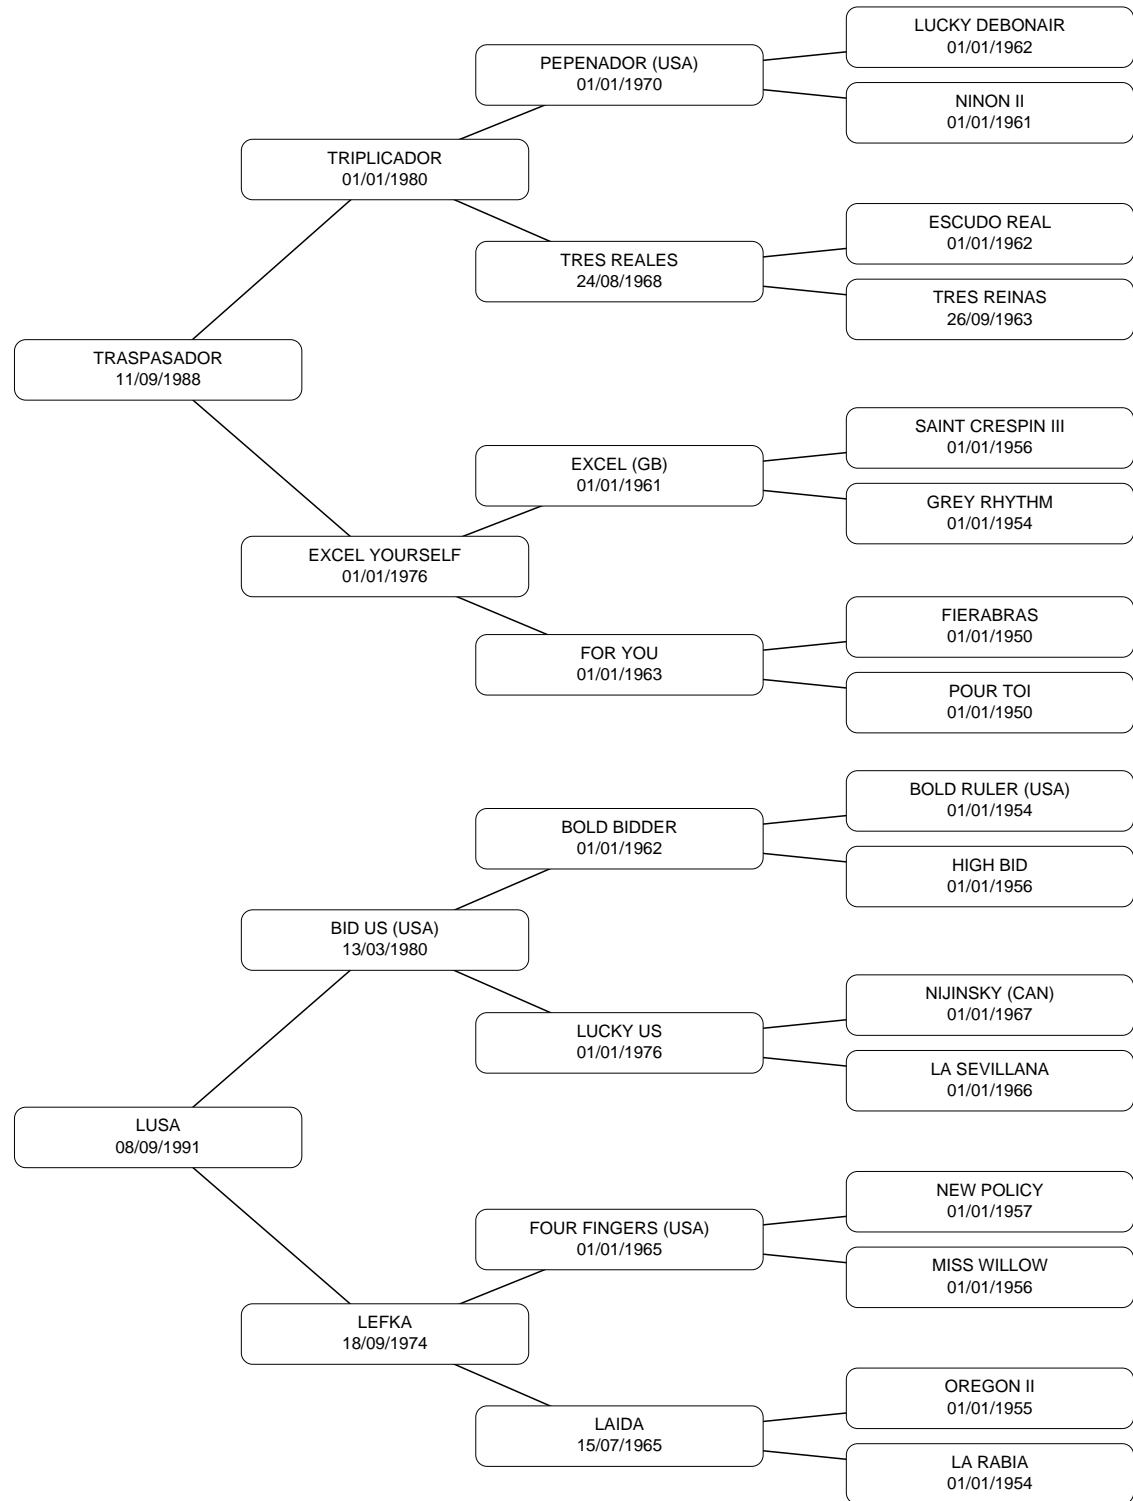 LUCKY DEBONAIR
01/01/1962
PEPENADOR (USA)
01/01/1970
NINON II
01/01/1961
TRIPLICADOR
01/01/1980
ESCUDO REAL
01/01/1962
TRES REALES
24/08/1968
TRES REINAS
26/09/1963
TRASPASADOR
11/09/1988
SAINT CRESPIN III
01/01/1956
EXCEL (GB)
01/01/1961
GREY RHYTHM
01/01/1954
EXCEL YOURSELF
01/01/1976
FIERABRAS
01/01/1950
FOR YOU
01/01/1963
POUR TOI
01/01/1950
BOLD RULER (USA)
01/01/1954
BOLD BIDDER
01/01/1962
HIGH BID
01/01/1956
BID US (USA)
13/03/1980
NIJINSKY (CAN)
01/01/1967
LUCKY US
01/01/1976
LA SEVILLANA
01/01/1966
LUSA
08/09/1991
NEW POLICY
01/01/1957
FOUR FINGERS (USA)
01/01/1965
MISS WILLOW
01/01/1956
LEFKA
18/09/1974
OREGON II
01/01/1955
LAIDA
15/07/1965
LA RABIA
01/01/1954